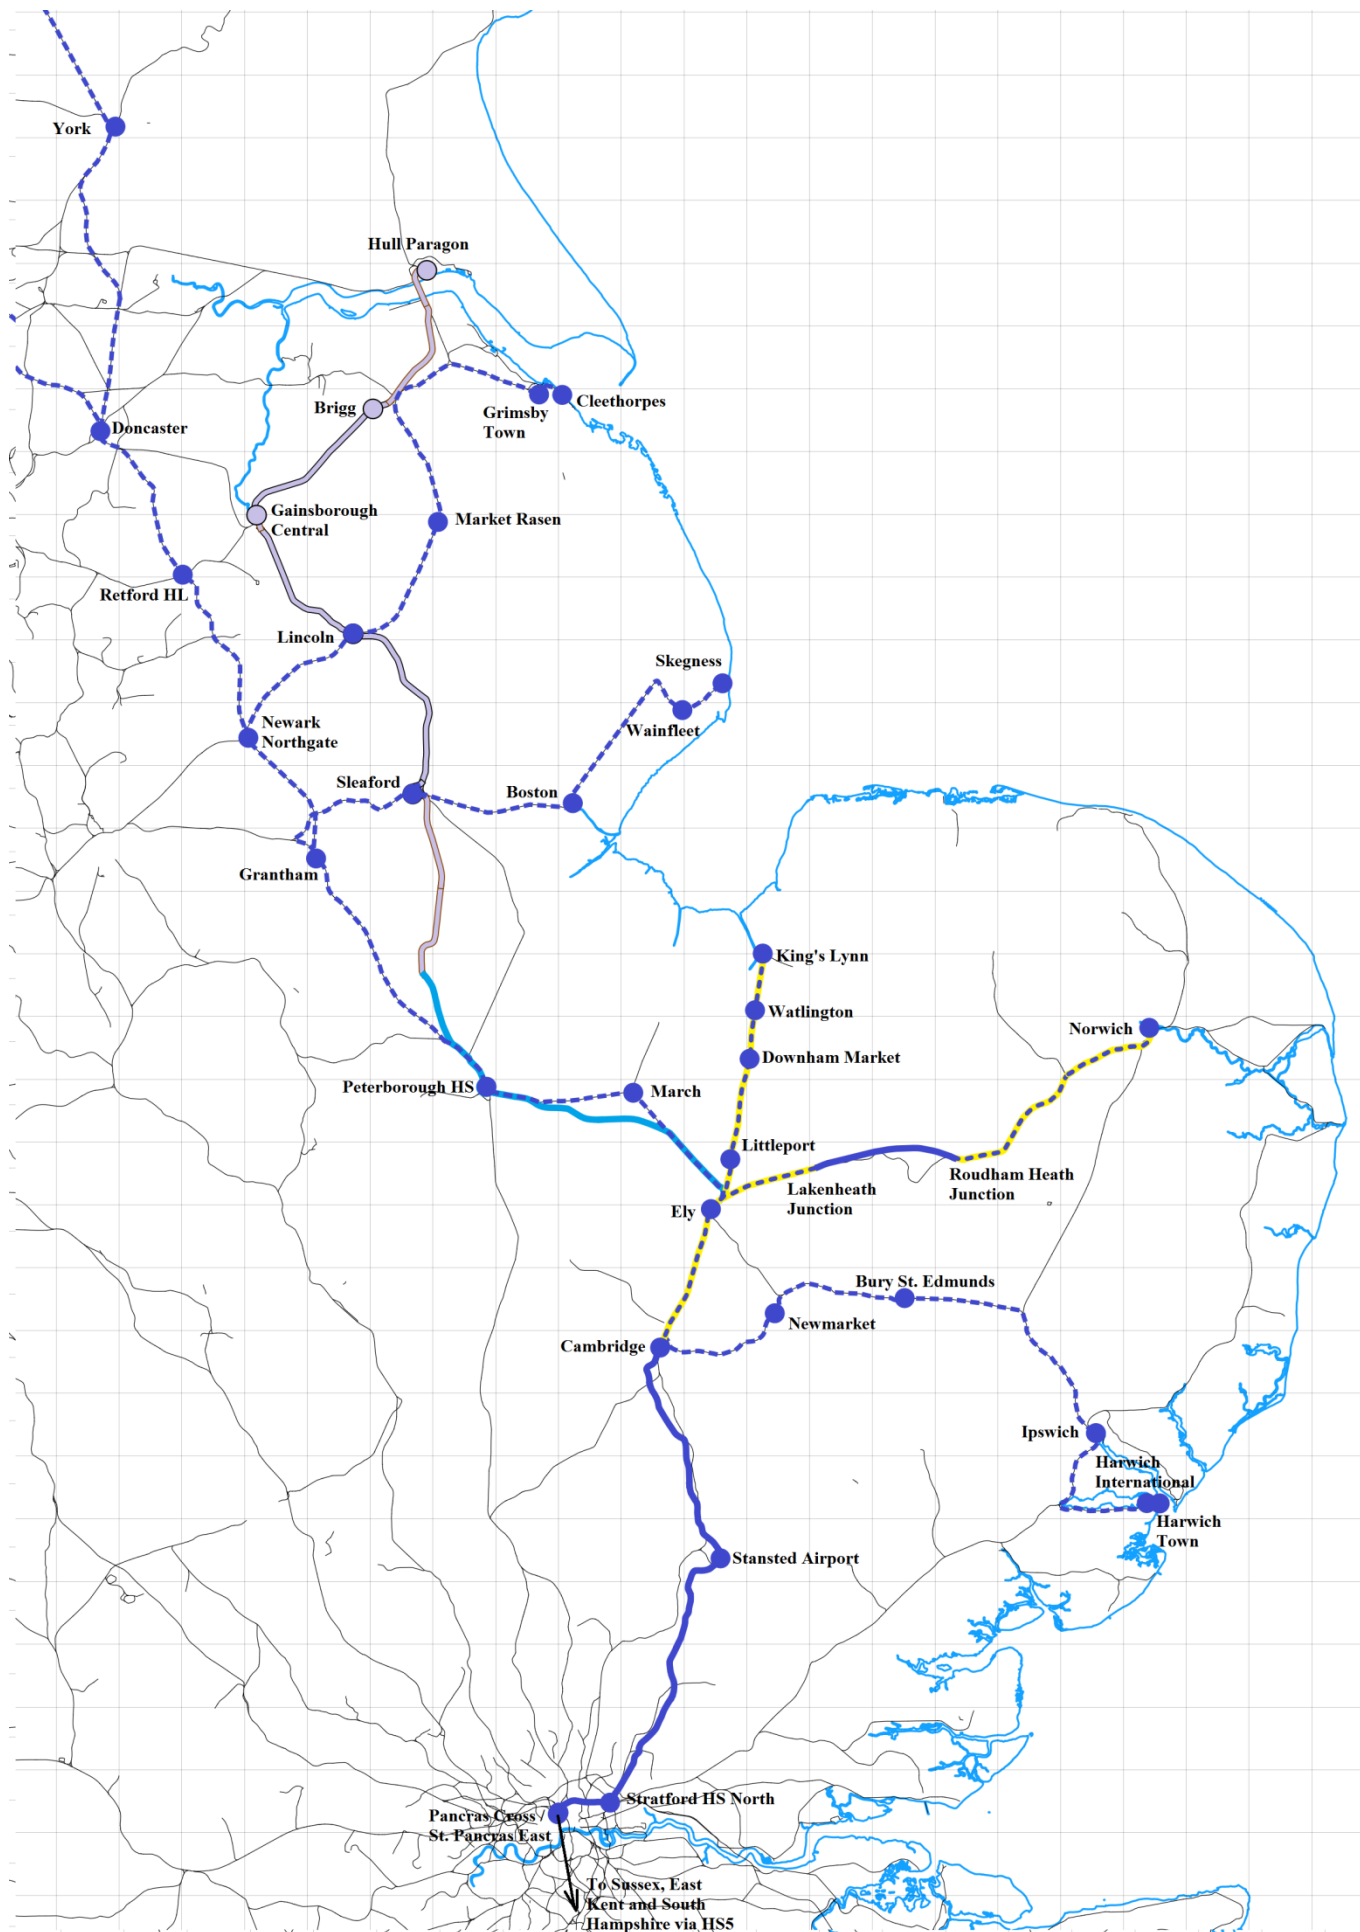 York
Hull Paragon
Brigg
Grimsby
Town
Cleethorpes
Doncaster
Gainsborough
Central
Market Rasen
Retford HL
Lincoln
Skegness
Newark
Northgate
Wainfleet
Sleaford
Boston
Grantham
King's Lynn
Watlington
Norwich
Downham Market
Peterborough HS
March
Littleport
Lakenheath
Junction
Roudham Heath
Junction
Ely
Bury St. Edmunds
Newmarket
Cambridge
Ipswich
Harwich
International
Harwich
Town
Stansted Airport
Stratford HS North
Pancras Cross /
St. Pancras East
To Sussex, East
Kent and South
Hampshire via HS5